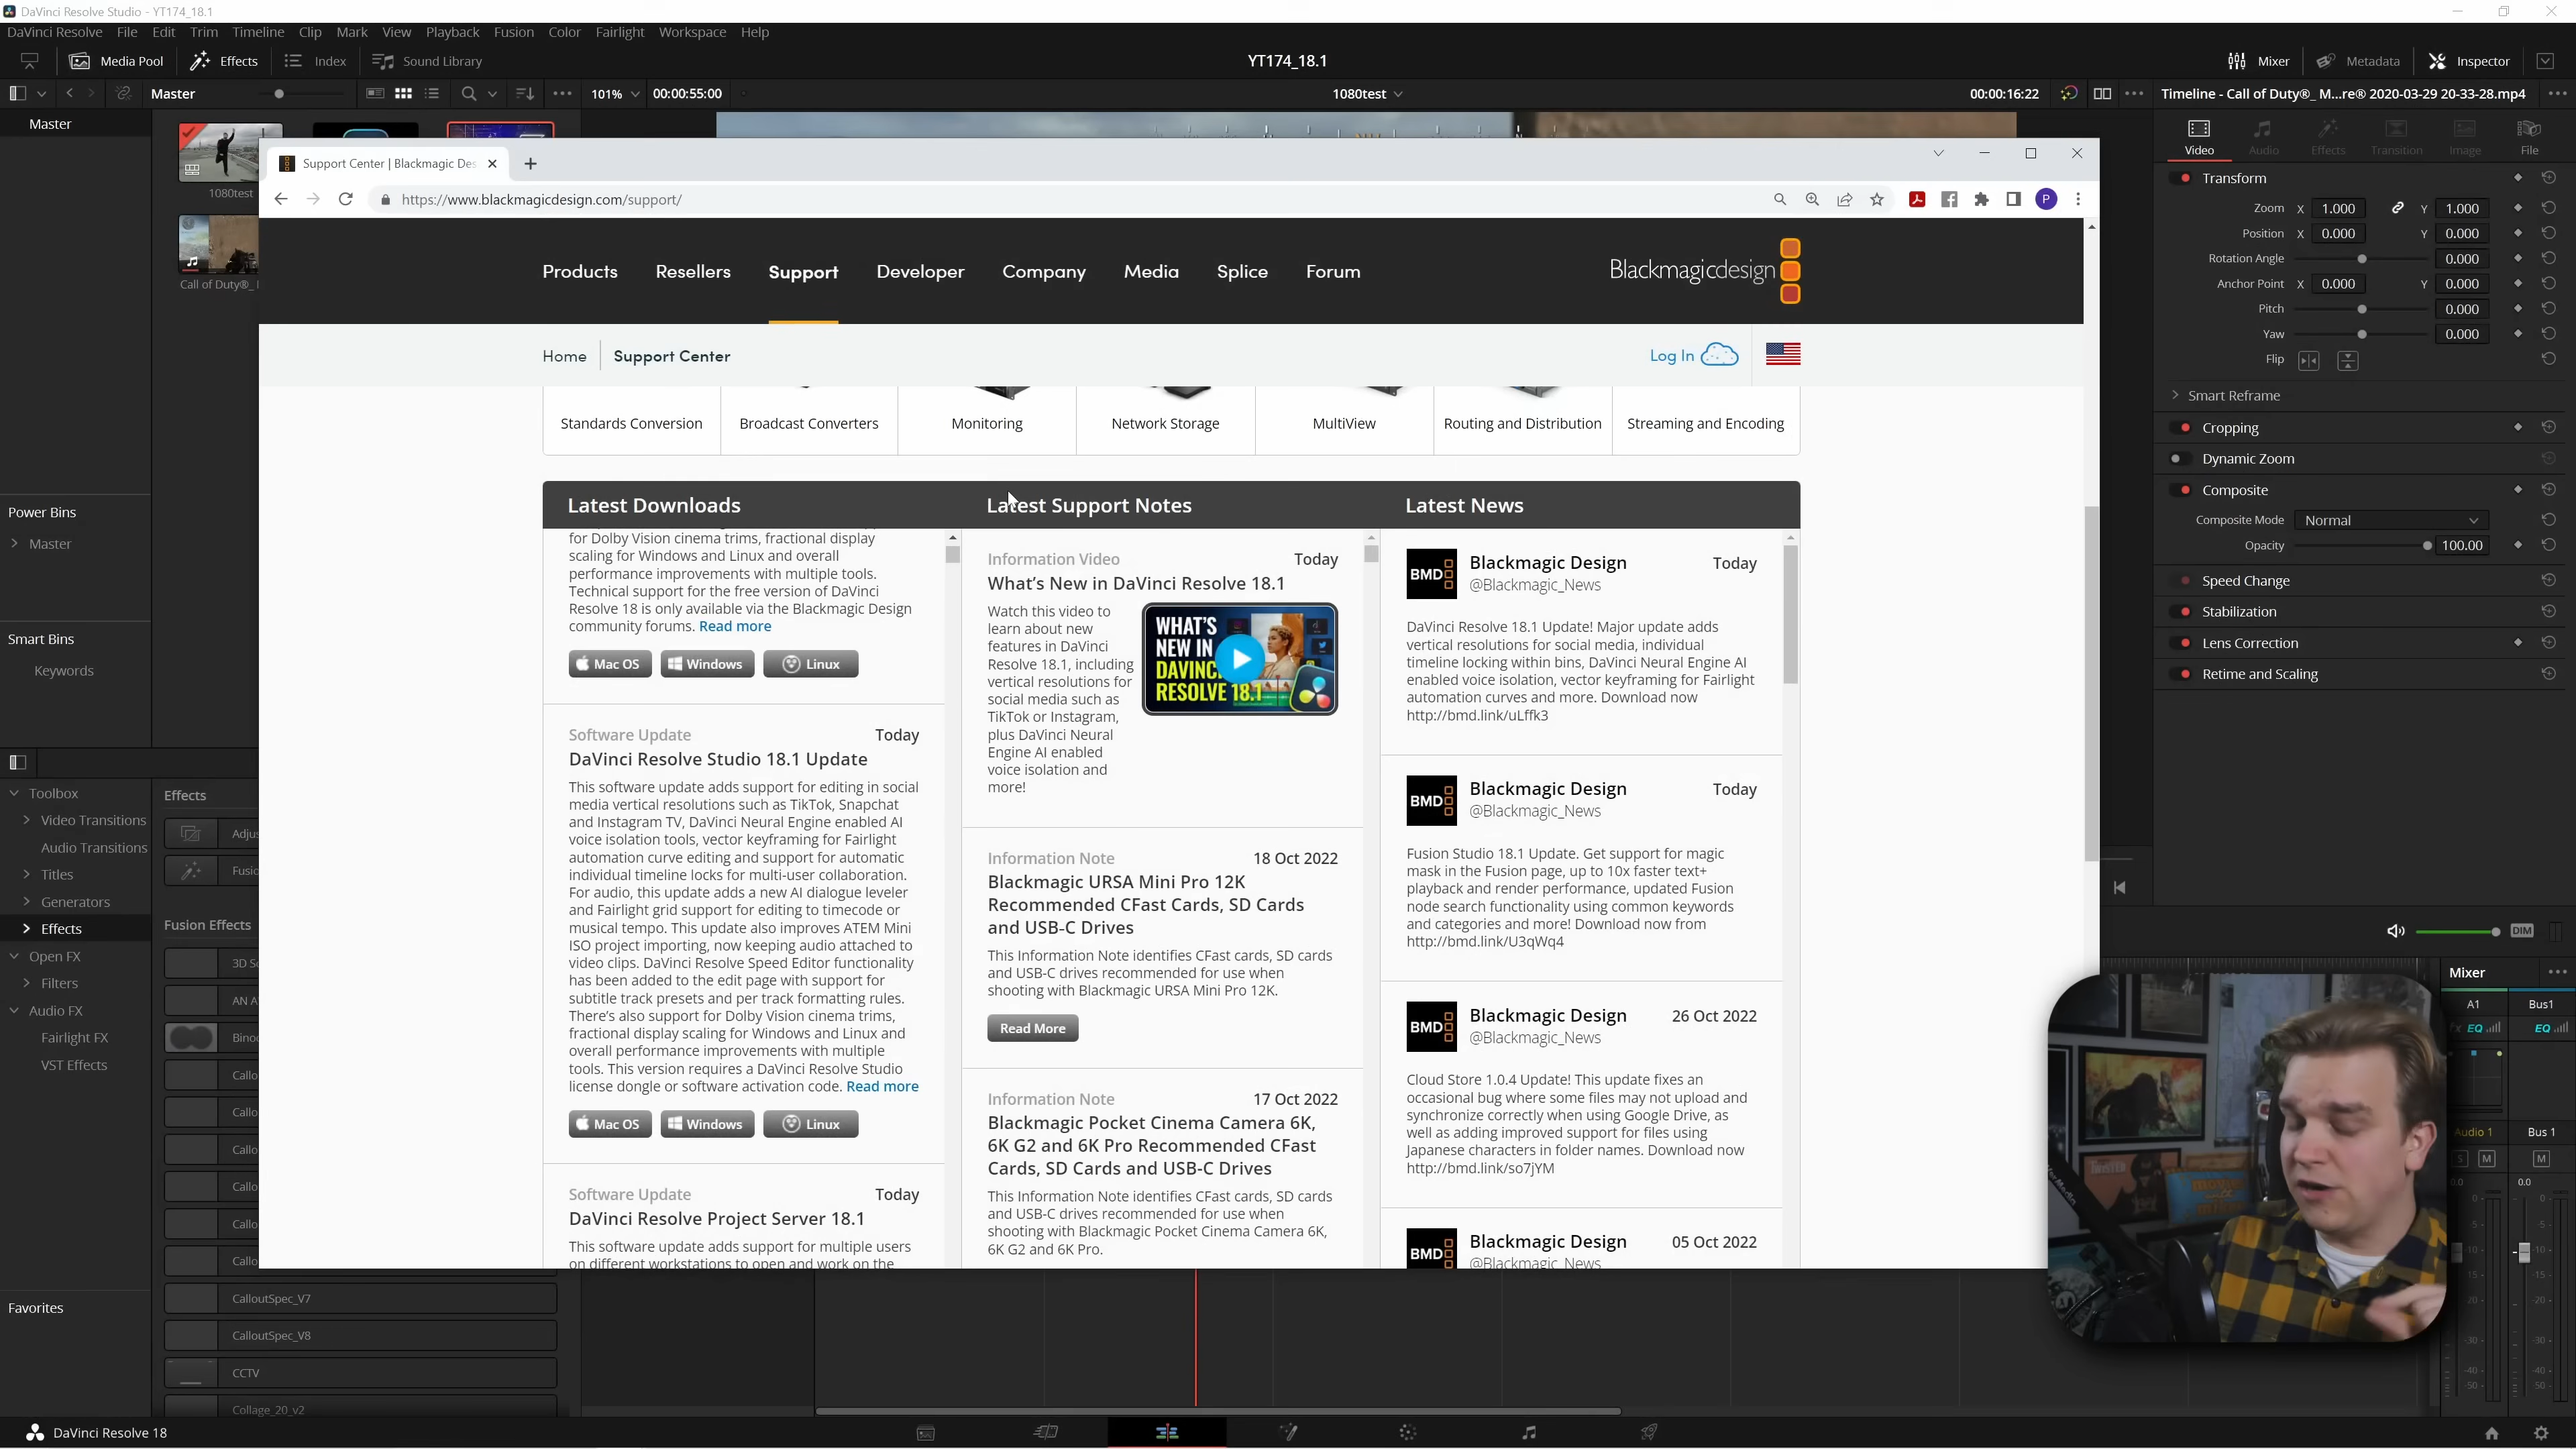 DaVinci Resolve Studio - YT174_18.1
DaVinci Resolve File Edit Trim Timeline Clip Mark View Playback Fusion Color Fairlight Workspace Help
Media Pool Effects Index Sound Library YT174_18.1 Mixer Metadata Inspector
Master 101% 00:00:55:00 1080test 00:00:16:22 Timeline - Call of Duty®_ M...re® 2020-03-29 20-33-28.mp4
Master
1080test
Call of Duty®_
Power Bins
Master
Smart Bins
Keywords
Toolbox
Video Transitions
Audio Transitions
Titles
Generators
Effects
Open FX
Filters
Audio FX
Fairlight FX
VST Effects
Favorites
Effects
Adjus
Fusic
Fusion Effects
3D Sc
AN A
Binoc
Callo
Callo
Callo
Callo
Callo
Callo
CalloutSpec_V7
CalloutSpec_V8
CCTV
Collage_20_v2
Support Center | Blackmagic Des
https://www.blackmagicdesign.com/support/
P
Products Resellers Support Developer Company Media Splice Forum
Blackmagicdesign
Home Support Center Log In
Standards Conversion Broadcast Converters Monitoring Network Storage MultiView Routing and Distribution Streaming and Encoding
Latest Downloads
for Dolby Vision cinema trims, fractional display
scaling for Windows and Linux and overall
performance improvements with multiple tools.
Technical support for the free version of DaVinci
Resolve 18 is only available via the Blackmagic Design
community forums. Read more
Mac OS Windows Linux
Software Update Today
DaVinci Resolve Studio 18.1 Update
This software update adds support for editing in social
media vertical resolutions such as TikTok, Snapchat
and Instagram TV, DaVinci Neural Engine enabled AI
voice isolation tools, vector keyframing for Fairlight
automation curve editing and support for automatic
individual timeline locks for multi-user collaboration.
For audio, this update adds a new AI dialogue leveler
and Fairlight grid support for editing to timecode or
musical tempo. This update also improves ATEM Mini
ISO project importing, now keeping audio attached to
video clips. DaVinci Resolve Speed Editor functionality
has been added to the edit page with support for
subtitle track presets and per track formatting rules.
There's also support for Dolby Vision cinema trims,
fractional display scaling for Windows and Linux and
overall performance improvements with multiple
tools. This version requires a DaVinci Resolve Studio
license dongle or software activation code. Read more
Mac OS Windows Linux
Software Update Today
DaVinci Resolve Project Server 18.1
This software update adds support for multiple users
on different workstations to open and work on the
Latest Support Notes
Information Video Today
What's New in DaVinci Resolve 18.1
Watch this video to
learn about new
features in DaVinci
Resolve 18.1, including
vertical resolutions for
social media such as
TikTok or Instagram,
plus DaVinci Neural
Engine AI enabled
voice isolation and
more!
WHAT'S
NEW IN
DAVINCI
RESOLVE 18.1
Information Note 18 Oct 2022
Blackmagic URSA Mini Pro 12K
Recommended CFast Cards, SD Cards
and USB-C Drives
This Information Note identifies CFast cards, SD cards
and USB-C drives recommended for use when
shooting with Blackmagic URSA Mini Pro 12K.
Read More
Information Note 17 Oct 2022
Blackmagic Pocket Cinema Camera 6K,
6K G2 and 6K Pro Recommended CFast
Cards, SD Cards and USB-C Drives
This Information Note identifies CFast cards, SD cards
and USB-C drives recommended for use when
shooting with Blackmagic Pocket Cinema Camera 6K,
6K G2 and 6K Pro.
Latest News
BMD Blackmagic Design Today
@Blackmagic_News
DaVinci Resolve 18.1 Update! Major update adds
vertical resolutions for social media, individual
timeline locking within bins, DaVinci Neural Engine AI
enabled voice isolation, vector keyframing for Fairlight
automation curves and more. Download now
http://bmd.link/uLffk3
BMD Blackmagic Design Today
@Blackmagic_News
Fusion Studio 18.1 Update. Get support for magic
mask in the Fusion page, up to 10x faster text+
playback and render performance, updated Fusion
node search functionality using common keywords
and categories and more! Download now from
http://bmd.link/U3qWq4
BMD Blackmagic Design 26 Oct 2022
@Blackmagic_News
Cloud Store 1.0.4 Update! This update fixes an
occasional bug where some files may not upload and
synchronize correctly when using Google Drive, as
well as adding improved support for files using
Japanese characters in folder names. Download now
http://bmd.link/so7jYM
BMD Blackmagic Design 05 Oct 2022
@Blackmagic_News
Video Audio Effects Transition Image File
Transform
Zoom X 1.000 Y 1.000
Position X 0.000 Y 0.000
Rotation Angle 0.000
Anchor Point X 0.000 Y 0.000
Pitch 0.000
Yaw 0.000
Flip
Smart Reframe
Cropping
Dynamic Zoom
Composite
Composite Mode Normal
Opacity 100.00
Speed Change
Stabilization
Lens Correction
Retime and Scaling
DIM
Mixer
A1 Bus1
EQ EQ
Audio 1 Bus 1
S M M
0.0 0.0
DaVinci Resolve 18